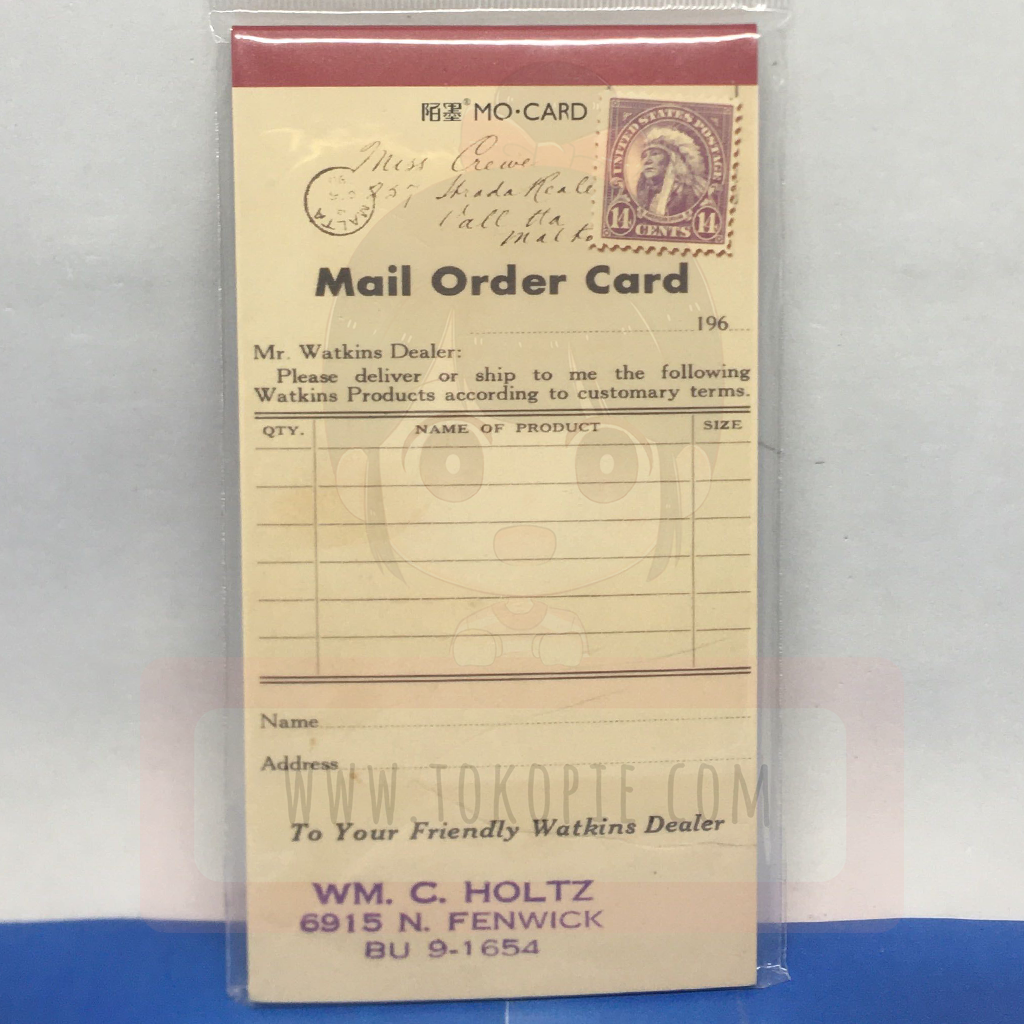 陌墨® MO·CARD
UNITED STATES POSTAGE
14 CENTS 14
Miss Crewe
857 Strada Reale
Valletta
Malta
MALTA
Mail Order Card
196
Mr. Watkins Dealer:
Please deliver or ship to me the following
Watkins Products according to customary terms.
QTY. NAME OF PRODUCT SIZE
Name
Address
WWW.TOKOPIE.COM
To Your Friendly Watkins Dealer
WM. C. HOLTZ
6915 N. FENWICK
BU 9-1654